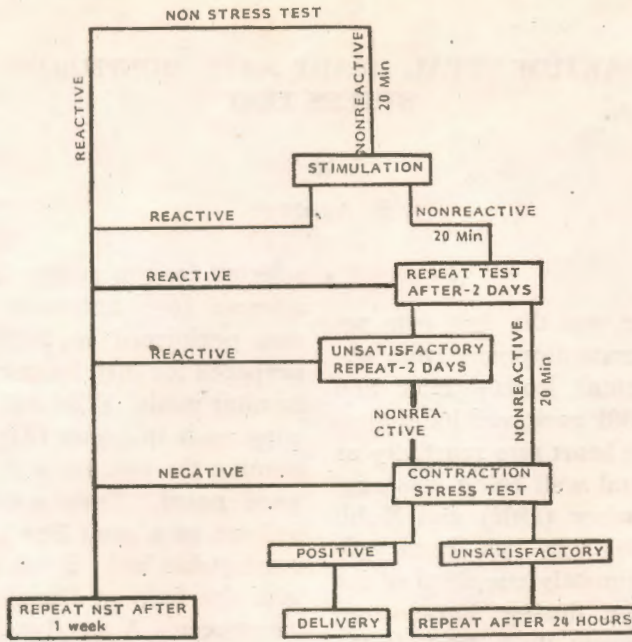 NON STRESS TEST
REACTIVE
NONREACTIVE
20 Min
STIMULATION
REACTIVE
NONREACTIVE
20 Min
REACTIVE
REPEAT TEST
AFTER-2 DAYS
REACTIVE
UNSATISFACTORY
REPEAT-2 DAYS
NONREACTIVE
20 Min
NONREA
CTIVE
NEGATIVE
CONTRACTION
STRESS TEST
POSITIVE
UNSATISFACTORY
REPEAT NST AFTER
1 week
DELIVERY
REPEAT AFTER 24 HOURS